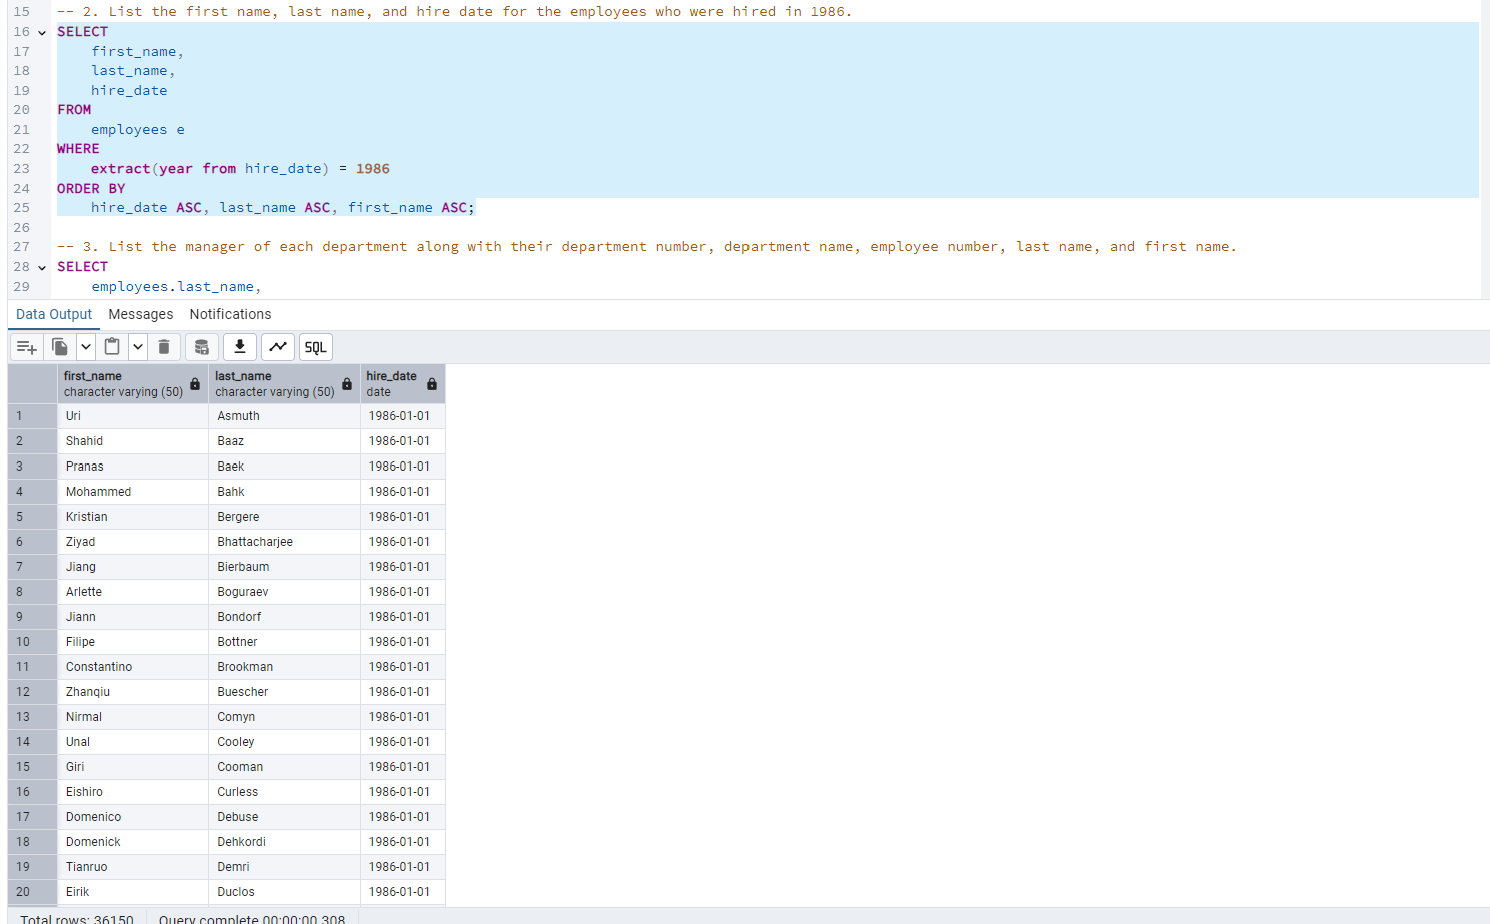 15 -- 2. List the first name, last name, and hire date for the employees who were hired in 1986.
16 SELECT
17 first_name,
18 last_name,
19 hire_date
20 FROM
21 employees e
22 WHERE
23 extract(year from hire_date) = 1986
24 ORDER BY
25 hire_date ASC, last_name ASC, first_name ASC;
26
27 -- 3. List the manager of each department along with their department number, department name, employee number, last name, and first name.
28 SELECT
29 employees.last_name,
Data Output Messages Notifications
SQL
first_name last_name hire_date
character varying (50) character varying (50) date
1 Uri Asmuth 1986-01-01
2 Shahid Baaz 1986-01-01
3 Pranas Baek 1986-01-01
4 Mohammed Bahk 1986-01-01
5 Kristian Bergere 1986-01-01
6 Ziyad Bhattacharjee 1986-01-01
7 Jiang Bierbaum 1986-01-01
8 Arlette Boguraev 1986-01-01
9 Jiann Bondorf 1986-01-01
10 Filipe Bottner 1986-01-01
11 Constantino Brookman 1986-01-01
12 Zhanqiu Buescher 1986-01-01
13 Nirmal Comyn 1986-01-01
14 Unal Cooley 1986-01-01
15 Giri Cooman 1986-01-01
16 Eishiro Curless 1986-01-01
17 Domenico Debuse 1986-01-01
18 Domenick Dehkordi 1986-01-01
19 Tianruo Demri 1986-01-01
20 Eirik Duclos 1986-01-01
Total rows: 36150 Query complete 00:00:00.308